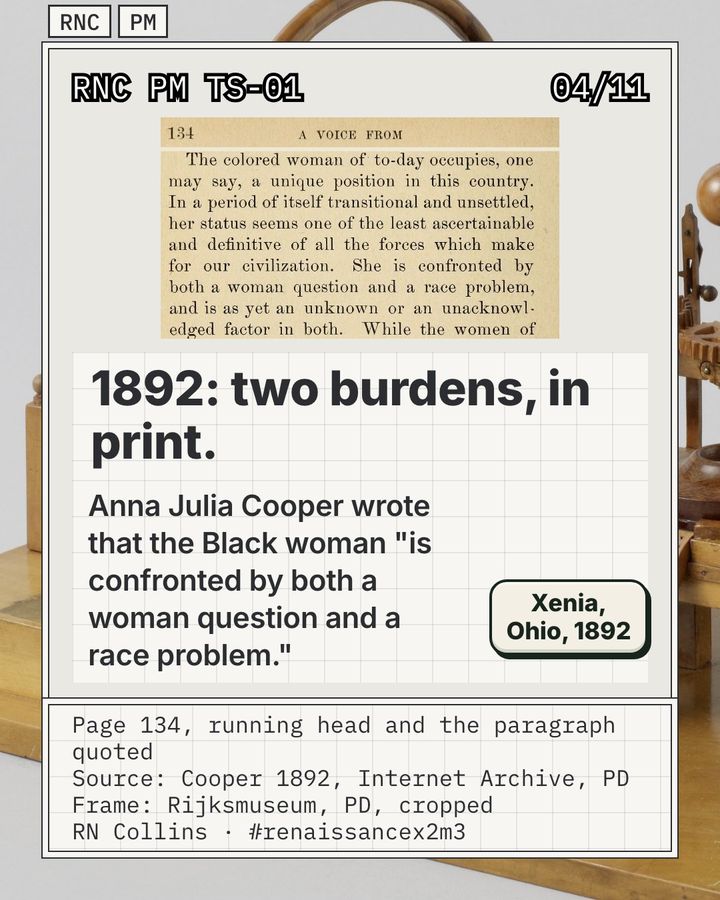 RNC PM
RNC PM TS-01 04/11
134 A VOICE FROM
The colored woman of to-day occupies, one
may say, a unique position in this country.
In a period of itself transitional and unsettled,
her status seems one of the least ascertainable
and definitive of all the forces which make
for our civilization. She is confronted by
both a woman question and a race problem,
and is as yet an unknown or an unacknowl-
edged factor in both. While the women of
1892: two burdens, in
print.
Anna Julia Cooper wrote
that the Black woman "is
confronted by both a
woman question and a
race problem."
Xenia,
Ohio, 1892
Page 134, running head and the paragraph
quoted
Source: Cooper 1892, Internet Archive, PD
Frame: Rijksmuseum, PD, cropped
RN Collins · #renaissancex2m3